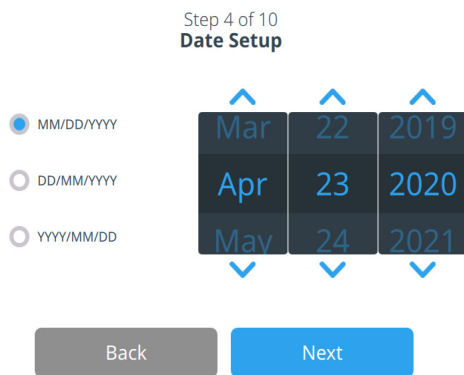 Step 4 of 10
Date Setup
MM/DD/YYYY
DD/MM/YYYY
YYYY/MM/DD
Mar 22 2019
Apr 23 2020
May 24 2021
Back Next